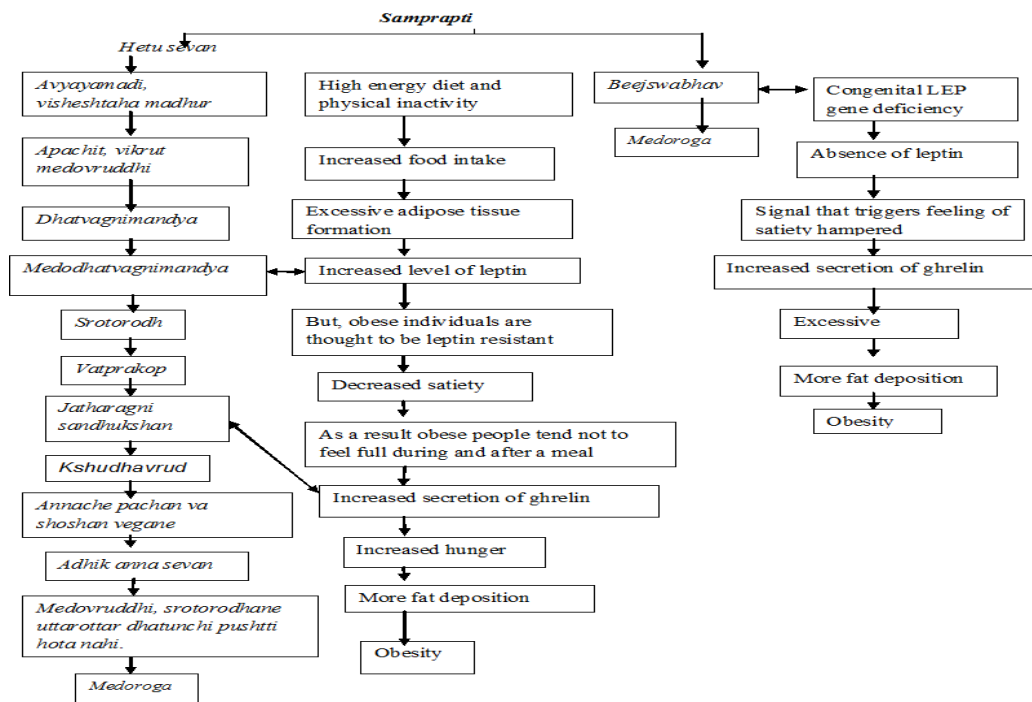 Samprapti
Hetu sevan
Avyayamadi,
visheshtaha madhur
Apachit, vikrut
medovruddhi
Dhatvagnimandya
Medodhatvagnimandya
Srotorodh
Vatprakop
Jatharagni
sandhukshan
Kshudhavrud
Annache pachan va
shoshan vegane
Adhik anna sevan
Medovruddhi, srotorodhane
uttarottar dhatunchi pushtti
hota nahi.
Medoroga
High energy diet and
physical inactivity
Increased food intake
Excessive adipose tissue
formation
Increased level of leptin
But, obese individuals are
thought to be leptin resistant
Decreased satiety
As a result obese people tend not to
feel full during and after a meal
Increased secretion of ghrelin
Increased hunger
More fat deposition
Obesity
Beejswabhav
Medoroga
Congenital LEP
gene deficiency
Absence of leptin
Signal that triggers feeling of
satiety hampered
Increased secretion of ghrelin
Excessive
More fat deposition
Obesity